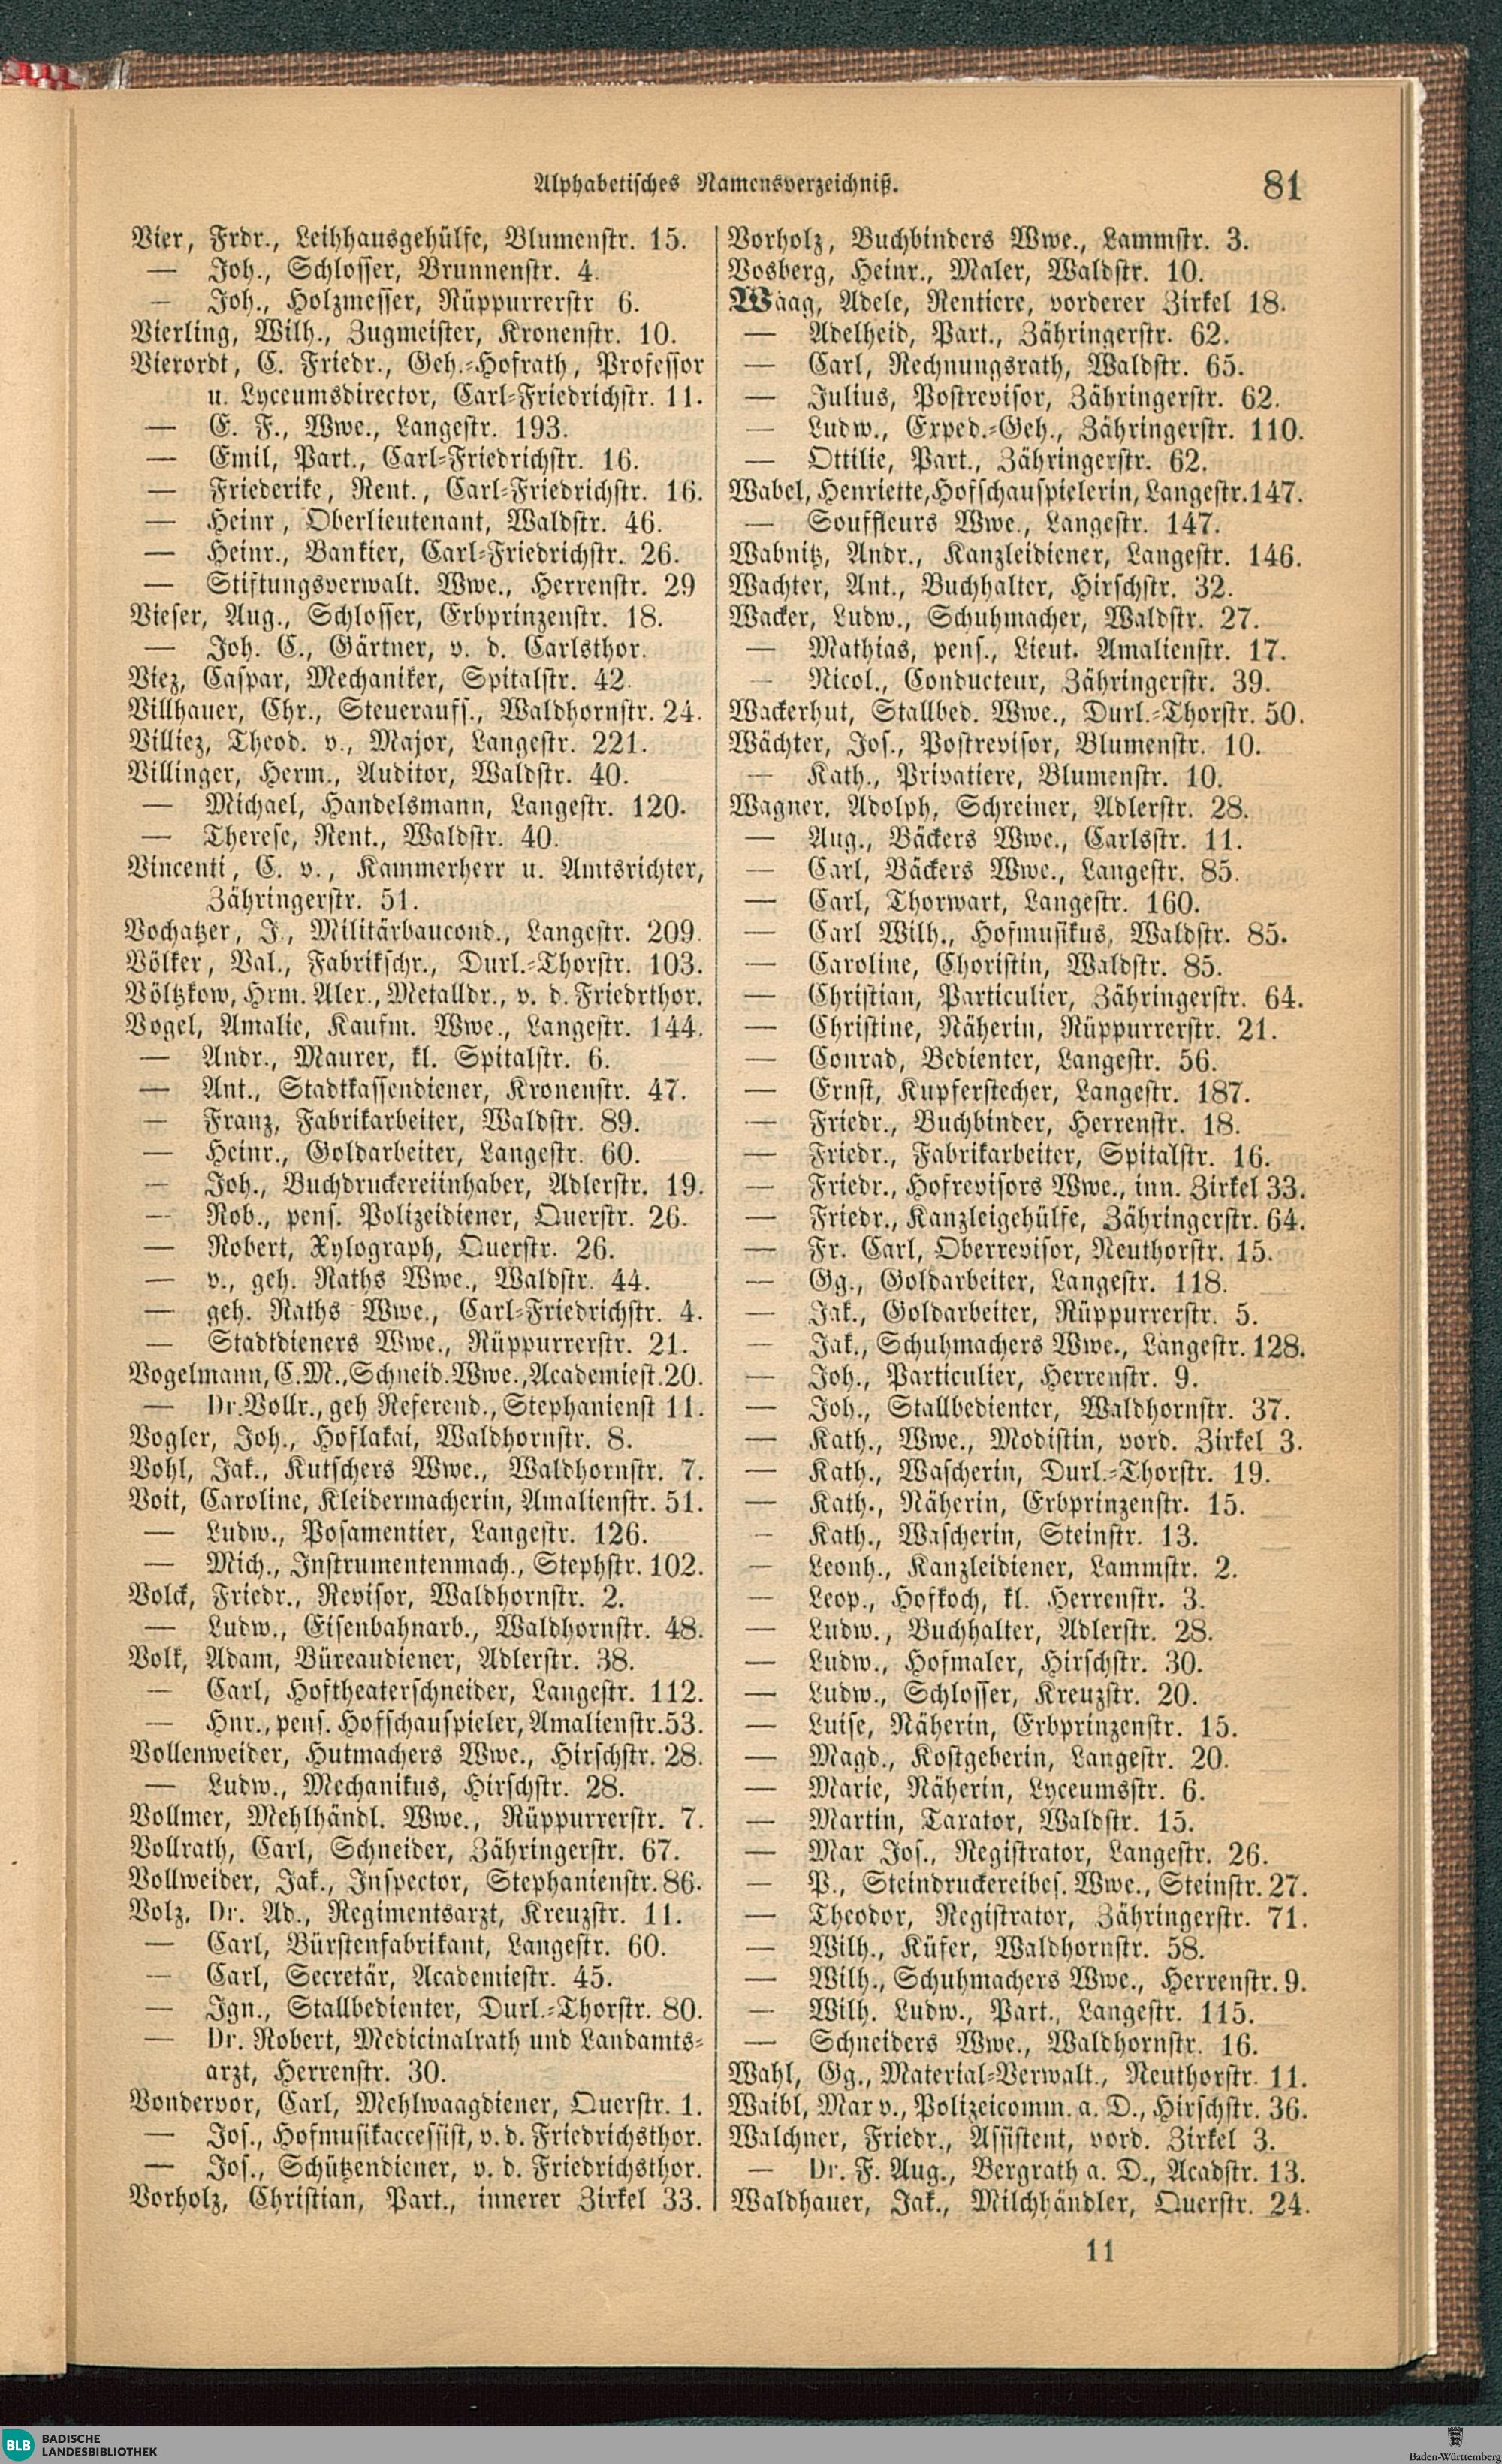 Alphabetisches Namensverzeichniß.
81
Vier, Frdr., Leihhausgehülfe, Blumenstr. 15.
— Joh., Schlosser, Brunnenstr. 4.
— Joh., Holzmesser, Rüppurrerstr 6.
Vierling, Wilh., Zugmeister, Kronenstr. 10.
Vierordt, C. Friedr., Geh.-Hofrath, Professor
u. Lyceumsdirector, Carl-Friedrichstr. 11.
— E. F., Wwe., Langestr. 193.
— Emil, Part., Carl-Friedrichstr. 16.
— Friederike, Rent., Carl-Friedrichstr. 16.
— Heinr, Oberlieutenant, Waldstr. 46.
— Heinr., Bankier, Carl-Friedrichstr. 26.
— Stiftungsverwalt. Wwe., Herrenstr. 29
Vieser, Aug., Schlosser, Erbprinzenstr. 18.
— Joh. C., Gärtner, v. d. Carlsthor.
Viez, Caspar, Mechaniker, Spitalstr. 42.
Villhauer, Chr., Steueraufs., Waldhornstr. 24.
Villiez, Theod. v., Major, Langestr. 221.
Villinger, Herm., Auditor, Waldstr. 40.
— Michael, Handelsmann, Langestr. 120.
— Therese, Rent., Waldstr. 40.
Vincenti, C. v., Kammerherr u. Amtsrichter,
Zähringerstr. 51.
Vochatzer, J., Militärbaucond., Langestr. 209.
Völker, Val., Fabrikschr., Durl.-Thorstr. 103.
Völtzkow, Hrm. Alex., Metalldr., v. d. Friedrthor.
Vogel, Amalie, Kaufm. Wwe., Langestr. 144.
— Andr., Maurer, kl. Spitalstr. 6.
— Ant., Stadtkassendiener, Kronenstr. 47.
— Franz, Fabrikarbeiter, Waldstr. 89.
— Heinr., Goldarbeiter, Langestr. 60.
— Joh., Buchdruckereiinhaber, Adlerstr. 19.
— Rob., pens. Polizeidiener, Querstr. 26.
— Robert, Xylograph, Querstr. 26.
— v., geh. Raths Wwe., Waldstr. 44.
— geh. Raths Wwe., Carl-Friedrichstr. 4.
— Stadtdieners Wwe., Rüppurrerstr. 21.
Vogelmann, C. M., Schneid. Wwe., Academiest. 20.
— Dr. Vollr., geh Referend., Stephanienst 11.
Vogler, Joh., Hoflakai, Waldhornstr. 8.
Vohl, Jak., Kutschers Wwe., Waldhornstr. 7.
Voit, Caroline, Kleidermacherin, Amalienstr. 51.
— Ludw., Posamentier, Langestr. 126.
— Mich., Instrumentenmach., Stephstr. 102.
Volck, Friedr., Revisor, Waldhornstr. 2.
— Ludw., Eisenbahnarb., Waldhornstr. 48.
Volk, Adam, Büreaudiener, Adlerstr. 38.
— Carl, Hoftheaterschneider, Langestr. 112.
— Hnr., pens. Hofschauspieler, Amalienstr. 53.
Vollenweider, Hutmachers Wwe., Hirschstr. 28.
— Ludw., Mechanikus, Hirschstr. 28.
Vollmer, Mehlhändl. Wwe., Rüppurrerstr. 7.
Vollrath, Carl, Schneider, Zähringerstr. 67.
Vollweider, Jak., Inspector, Stephanienstr. 86.
Volz, Dr. Ad., Regimentsarzt, Kreuzstr. 11.
— Carl, Bürstenfabrikant, Langestr. 60.
— Carl, Secretär, Academiestr. 45.
— Ign., Stallbedienter, Durl.-Thorstr. 80.
— Dr. Robert, Medicinalrath und Landamts-
arzt, Herrenstr. 30.
Vondervor, Carl, Mehlwaagdiener, Querstr. 1.
— Jos., Hofmusikaccessist, v. d. Friedrichsthor.
— Jos., Schützendiener, v. d. Friedrichsthor.
Vorholz, Christian, Part., innerer Zirkel 33.
Vorholz, Buchbinders Wwe., Lammstr. 3.
Vosberg, Heinr., Maler, Waldstr. 10.
Waag, Adele, Rentiere, vorderer Zirkel 18.
— Adelheid, Part., Zähringerstr. 62.
— Carl, Rechnungsrath, Waldstr. 65.
— Julius, Postrevisor, Zähringerstr. 62.
— Ludw., Exped.-Geh., Zähringerstr. 110.
— Ottilie, Part., Zähringerstr. 62.
Wabel, Henriette, Hofschauspielerin, Langestr. 147.
— Souffleurs Wwe., Langestr. 147.
Wabnitz, Andr., Kanzleidiener, Langestr. 146.
Wachter, Ant., Buchhalter, Hirschstr. 32.
Wacker, Ludw., Schuhmacher, Waldstr. 27.
— Mathias, pens., Lieut. Amalienstr. 17.
— Nicol., Conducteur, Zähringerstr. 39.
Wackerhut, Stallbed. Wwe., Durl.-Thorstr. 50.
Wächter, Jos., Postrevisor, Blumenstr. 10.
— Kath., Privatiere, Blumenstr. 10.
Wagner, Adolph, Schreiner, Adlerstr. 28.
— Aug., Bäckers Wwe., Carlsstr. 11.
— Carl, Bäckers Wwe., Langestr. 85.
— Carl, Thorwart, Langestr. 160.
— Carl Wilh., Hofmusikus, Waldstr. 85.
— Caroline, Choristin, Waldstr. 85.
— Christian, Particulier, Zähringerstr. 64.
— Christine, Näherin, Rüppurrerstr. 21.
— Conrad, Bedienter, Langestr. 56.
— Ernst, Kupferstecher, Langestr. 187.
— Friedr., Buchbinder, Herrenstr. 18.
— Friedr., Fabrikarbeiter, Spitalstr. 16.
— Friedr., Hofrevisors Wwe., inn. Zirkel 33.
— Friedr., Kanzleigehülfe, Zähringerstr. 64.
— Fr. Carl, Oberrevisor, Neuthorstr. 15.
— Gg., Goldarbeiter, Langestr. 118.
— Jak., Goldarbeiter, Rüppurrerstr. 5.
— Jak., Schuhmachers Wwe., Langestr. 128.
— Joh., Particulier, Herrenstr. 9.
— Joh., Stallbedienter, Waldhornstr. 37.
— Kath., Wwe., Modistin, vord. Zirkel 3.
— Kath., Wascherin, Durl.-Thorstr. 19.
— Kath., Näherin, Erbprinzenstr. 15.
— Kath., Wascherin, Steinstr. 13.
— Leonh., Kanzleidiener, Lammstr. 2.
— Leop., Hofkoch, kl. Herrenstr. 3.
— Ludw., Buchhalter, Adlerstr. 28.
— Ludw., Hofmaler, Hirschstr. 30.
— Ludw., Schlosser, Kreuzstr. 20.
— Luise, Näherin, Erbprinzenstr. 15.
— Magd., Kostgeberin, Langestr. 20.
— Marie, Näherin, Lyceumsstr. 6.
— Martin, Taxator, Waldstr. 15.
— Max Jos., Registrator, Langestr. 26.
— P., Steindruckereibes. Wwe., Steinstr. 27.
— Theodor, Registrator, Zähringerstr. 71.
— Wilh., Küfer, Waldhornstr. 58.
— Wilh., Schuhmachers Wwe., Herrenstr. 9.
— Wilh. Ludw., Part., Langestr. 115.
— Schneiders Wwe., Waldhornstr. 16.
Wahl, Gg., Material-Verwalt., Neuthorstr. 11.
Waibl, Max v., Polizeicomm. a. D., Hirschstr. 36.
Walchner, Friedr., Assistent, vord. Zirkel 3.
— Dr. F. Aug., Bergrath a. D., Acadstr. 13.
Waldhauer, Jak., Milchhändler, Querstr. 24.
11
BLB BADISCHE
LANDESBIBLIOTHEK
Baden-Württemberg